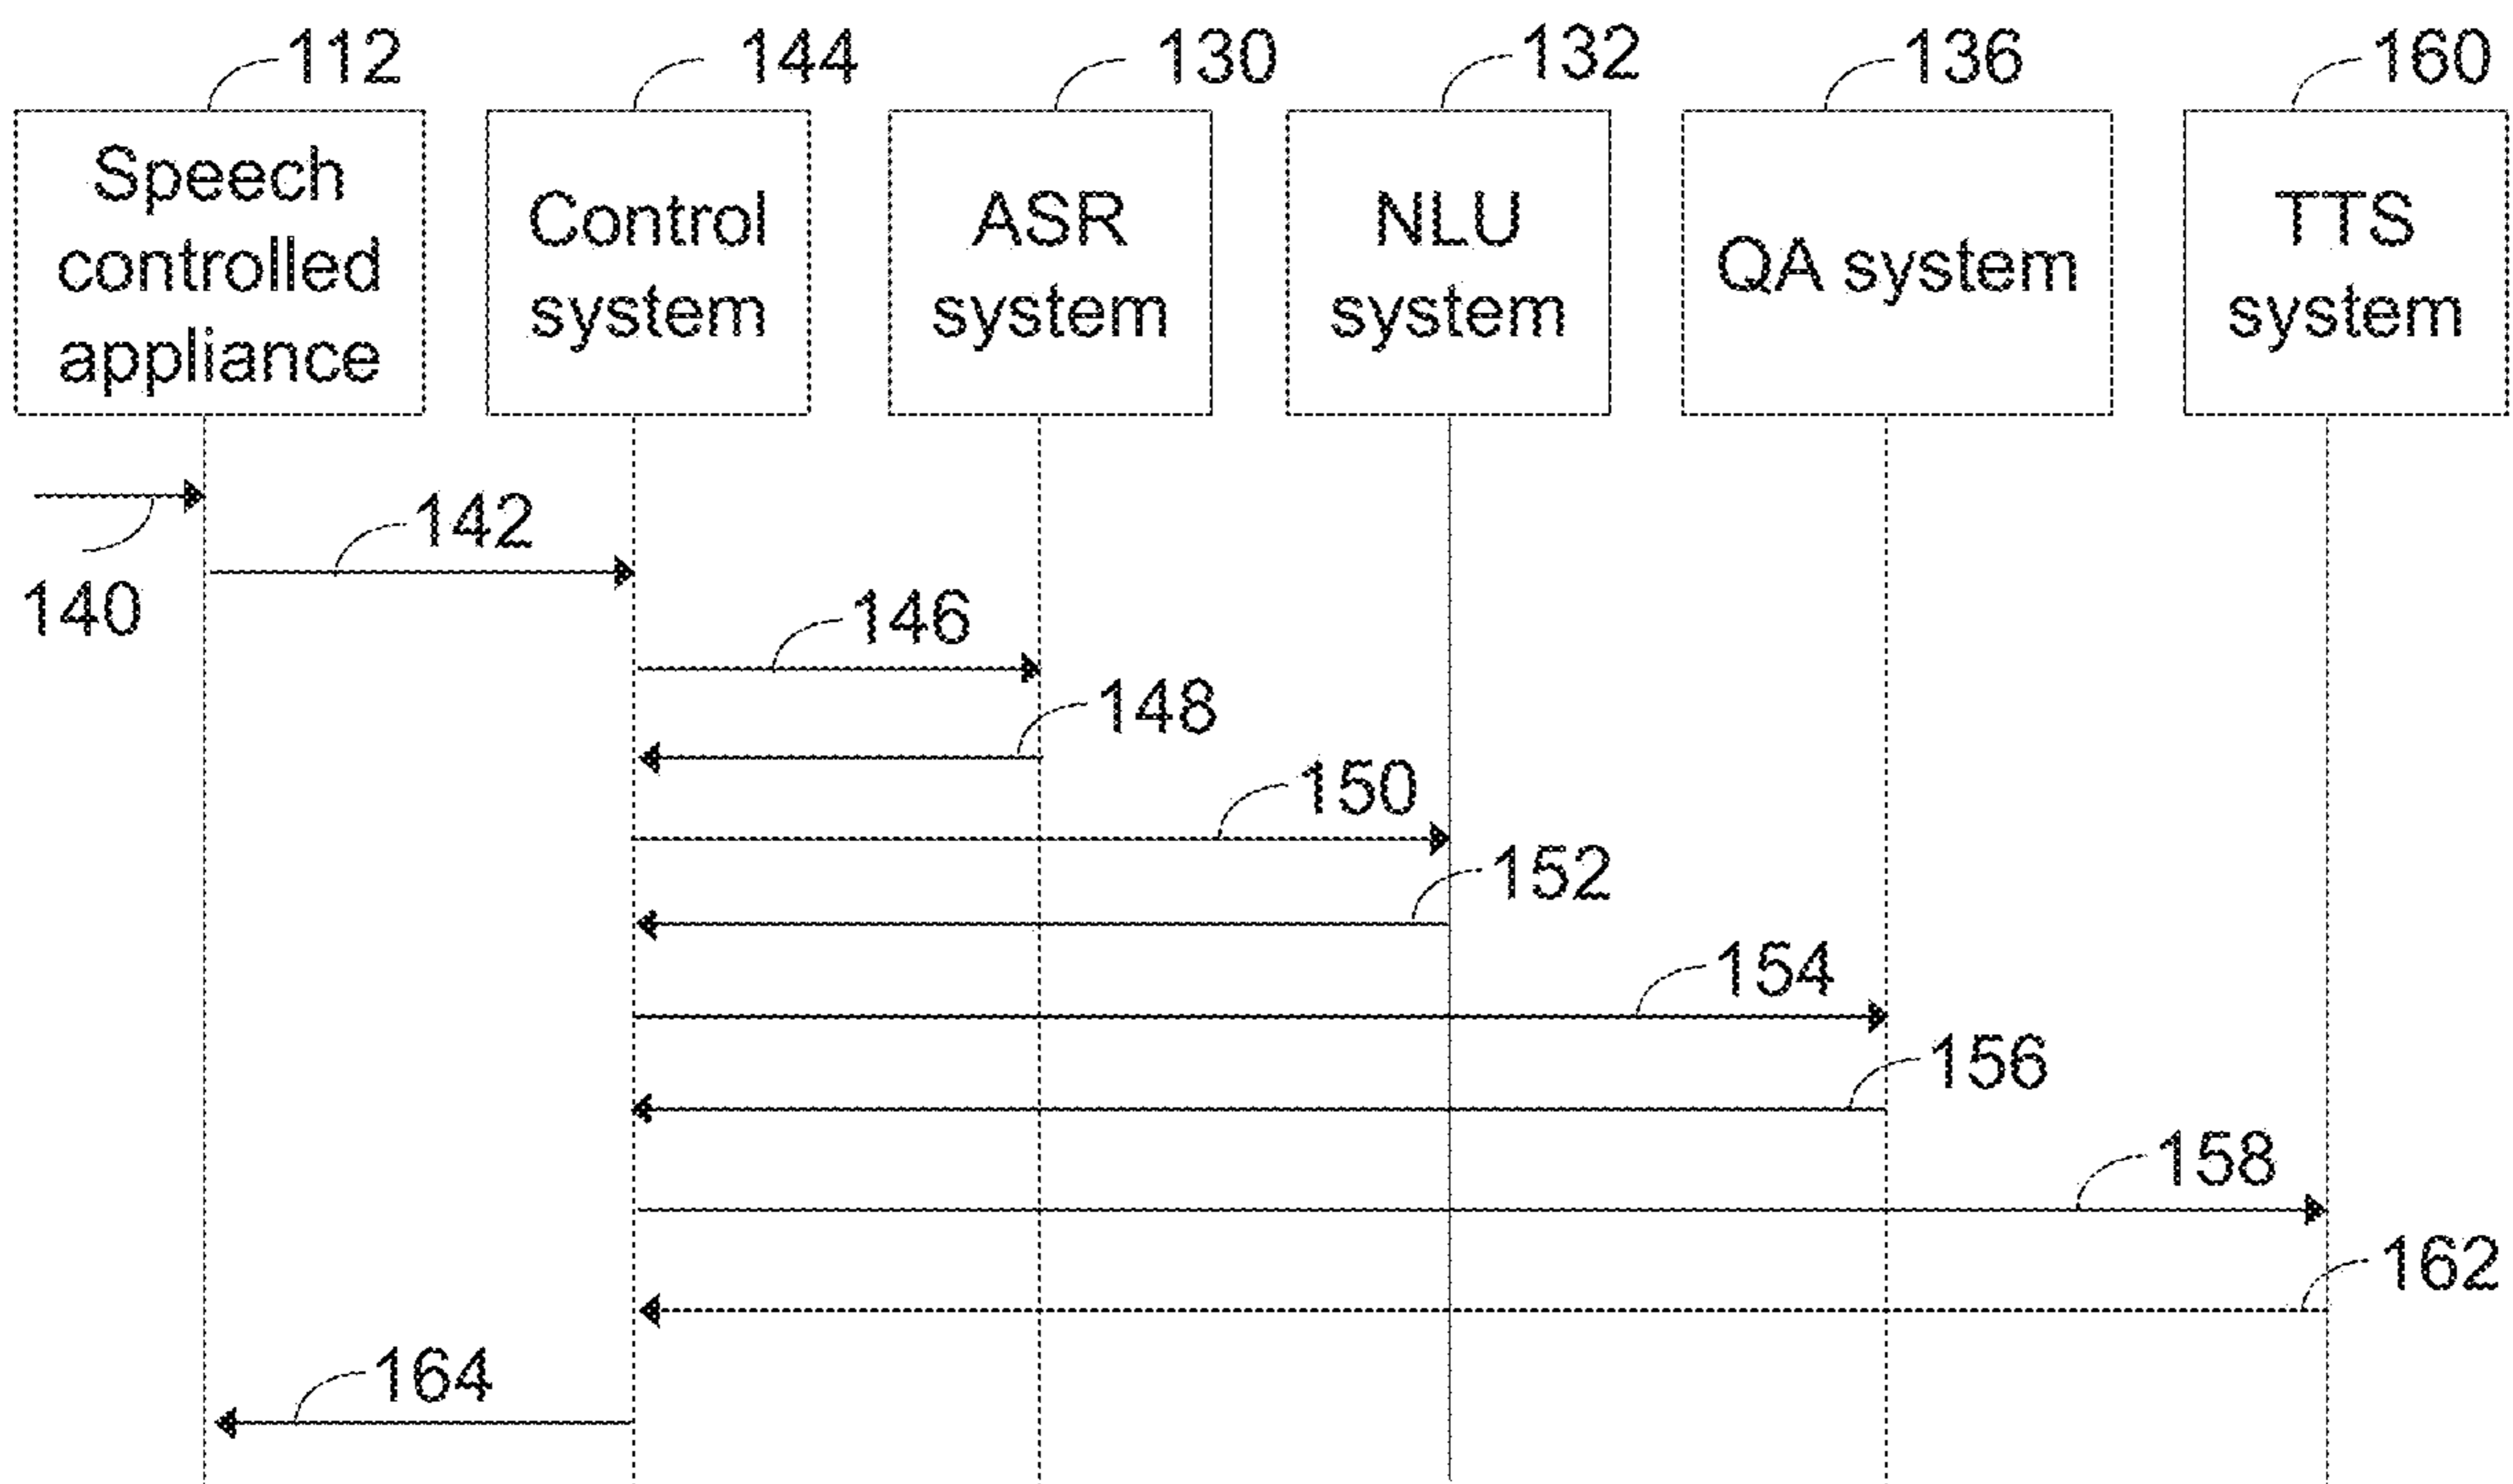 112
144
130
132
136
160
Speech
controlled
appliance
Control
system
ASR
system
NLU
system
QA system
TTS
system
140
142
146
148
150
152
154
156
158
162
164